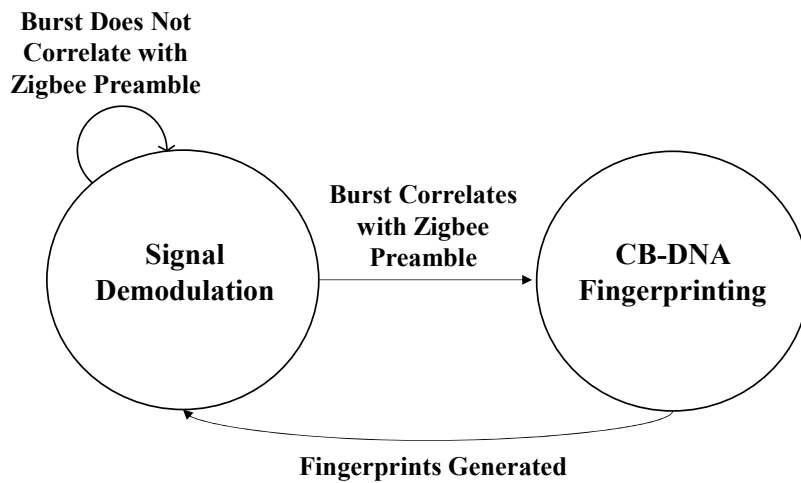 Burst Does Not
Correlate with
Zigbee Preamble
Burst Correlates
with Zigbee
Preamble
Signal
Demodulation
CB-DNA
Fingerprinting
Fingerprints Generated